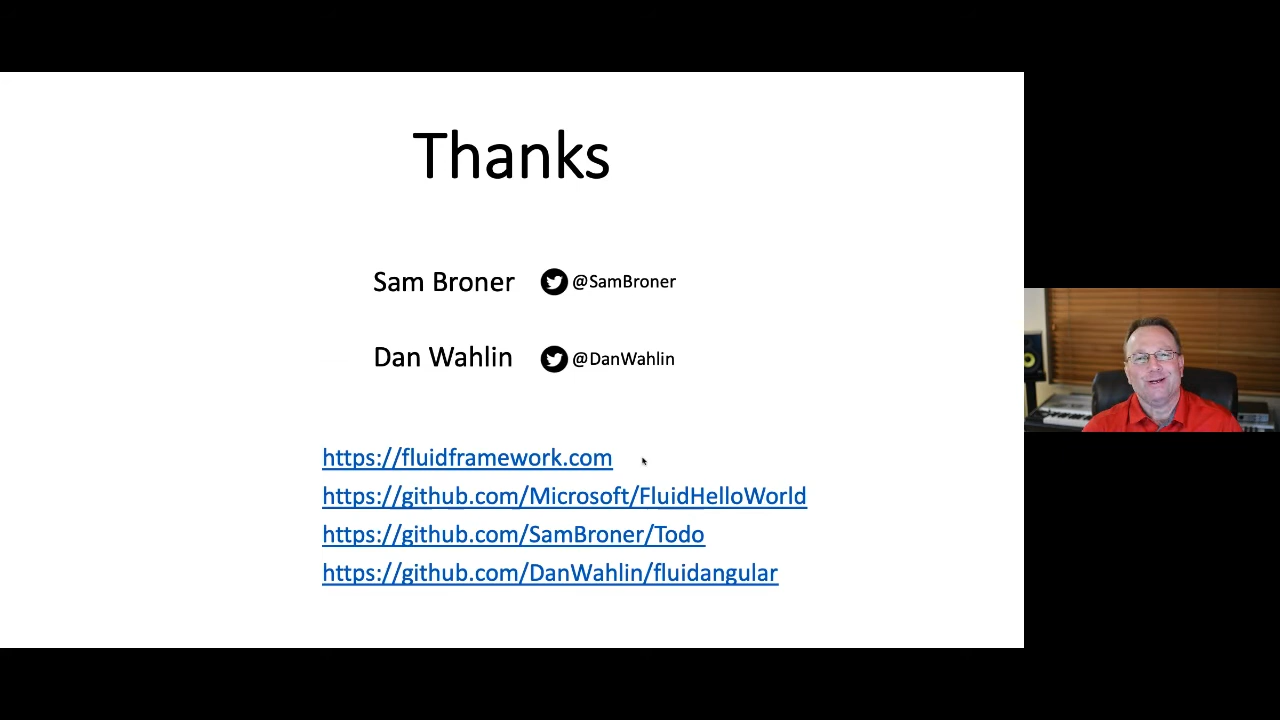 Thanks
Sam Broner @SamBroner
Dan Wahlin @DanWahlin
https://fluidframework.com
https://github.com/Microsoft/FluidHelloWorld
https://github.com/SamBroner/Todo
https://github.com/DanWahlin/fluidangular